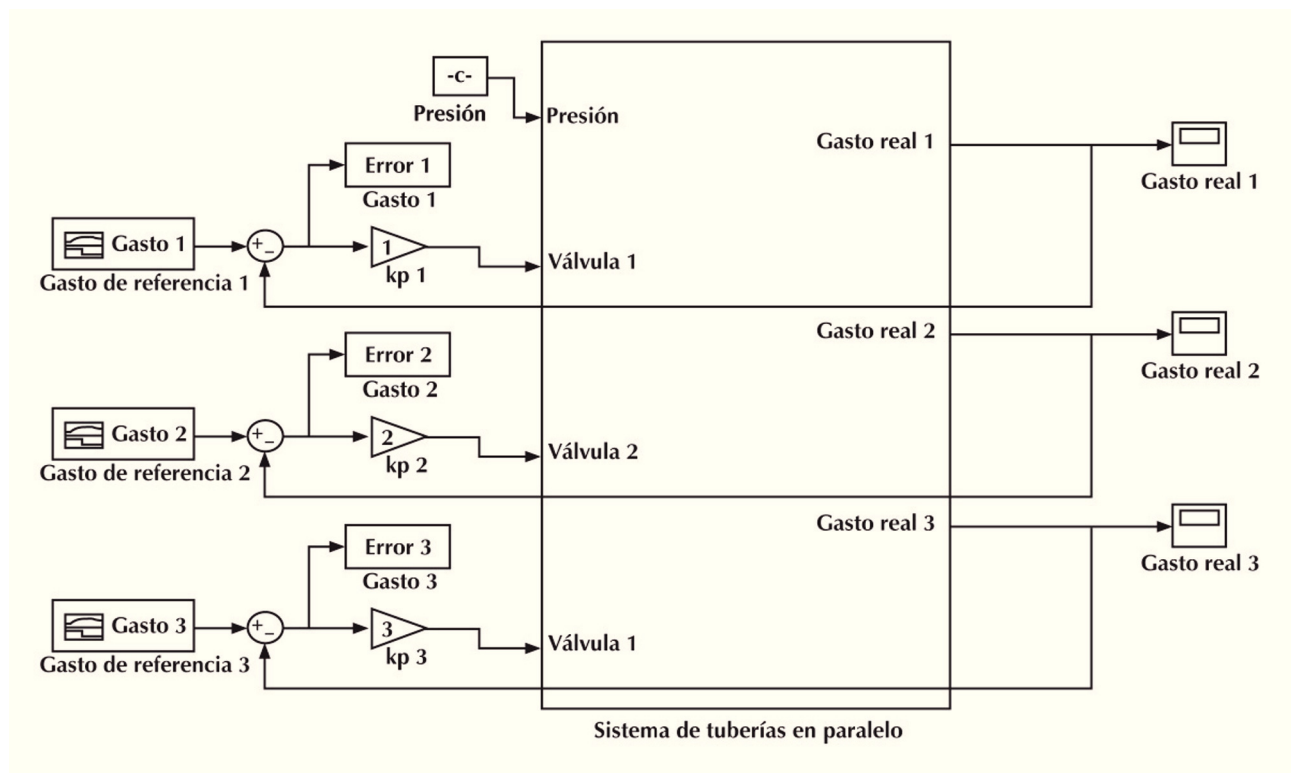 -c-
Presión
Presión
Gasto real 1
Gasto real 1
Error 1
Gasto 1
Gasto 1
+
−
1
kp 1
Válvula 1
Gasto de referencia 1
Gasto real 2
Gasto real 2
Error 2
Gasto 2
Gasto 2
+
−
2
kp 2
Válvula 2
Gasto de referencia 2
Gasto real 3
Gasto real 3
Error 3
Gasto 3
Gasto 3
+
−
3
kp 3
Válvula 1
Gasto de referencia 3
Sistema de tuberías en paralelo